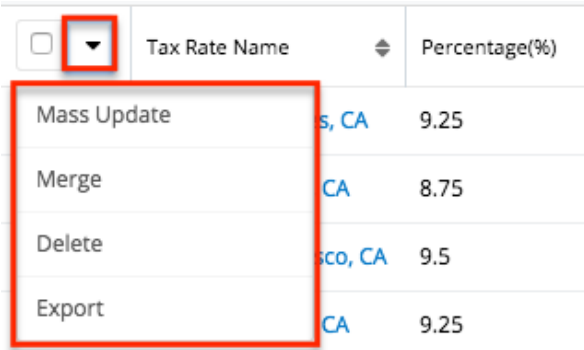 Tax Rate Name Percentage(%)
Mass Update s, CA 9.25
Merge CA 8.75
Delete sco, CA 9.5
Export CA 9.25